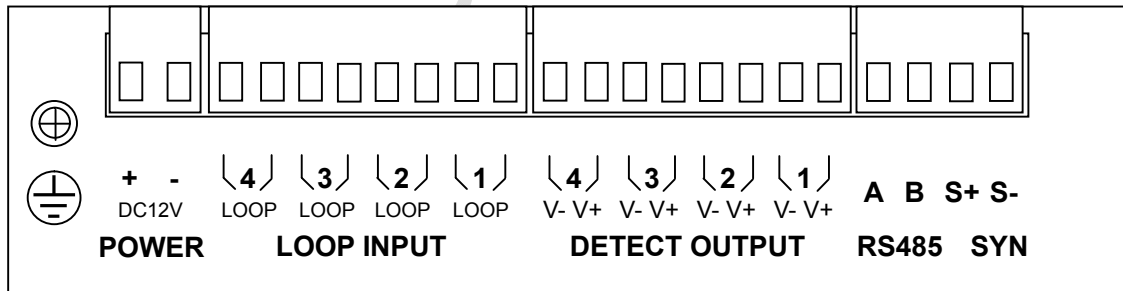 + - 4 3 2 1 4 3 2 1 A B S+ S-
DC12V LOOP LOOP LOOP LOOP V- V+ V- V+ V- V+ V- V+
POWER LOOP INPUT DETECT OUTPUT RS485 SYN